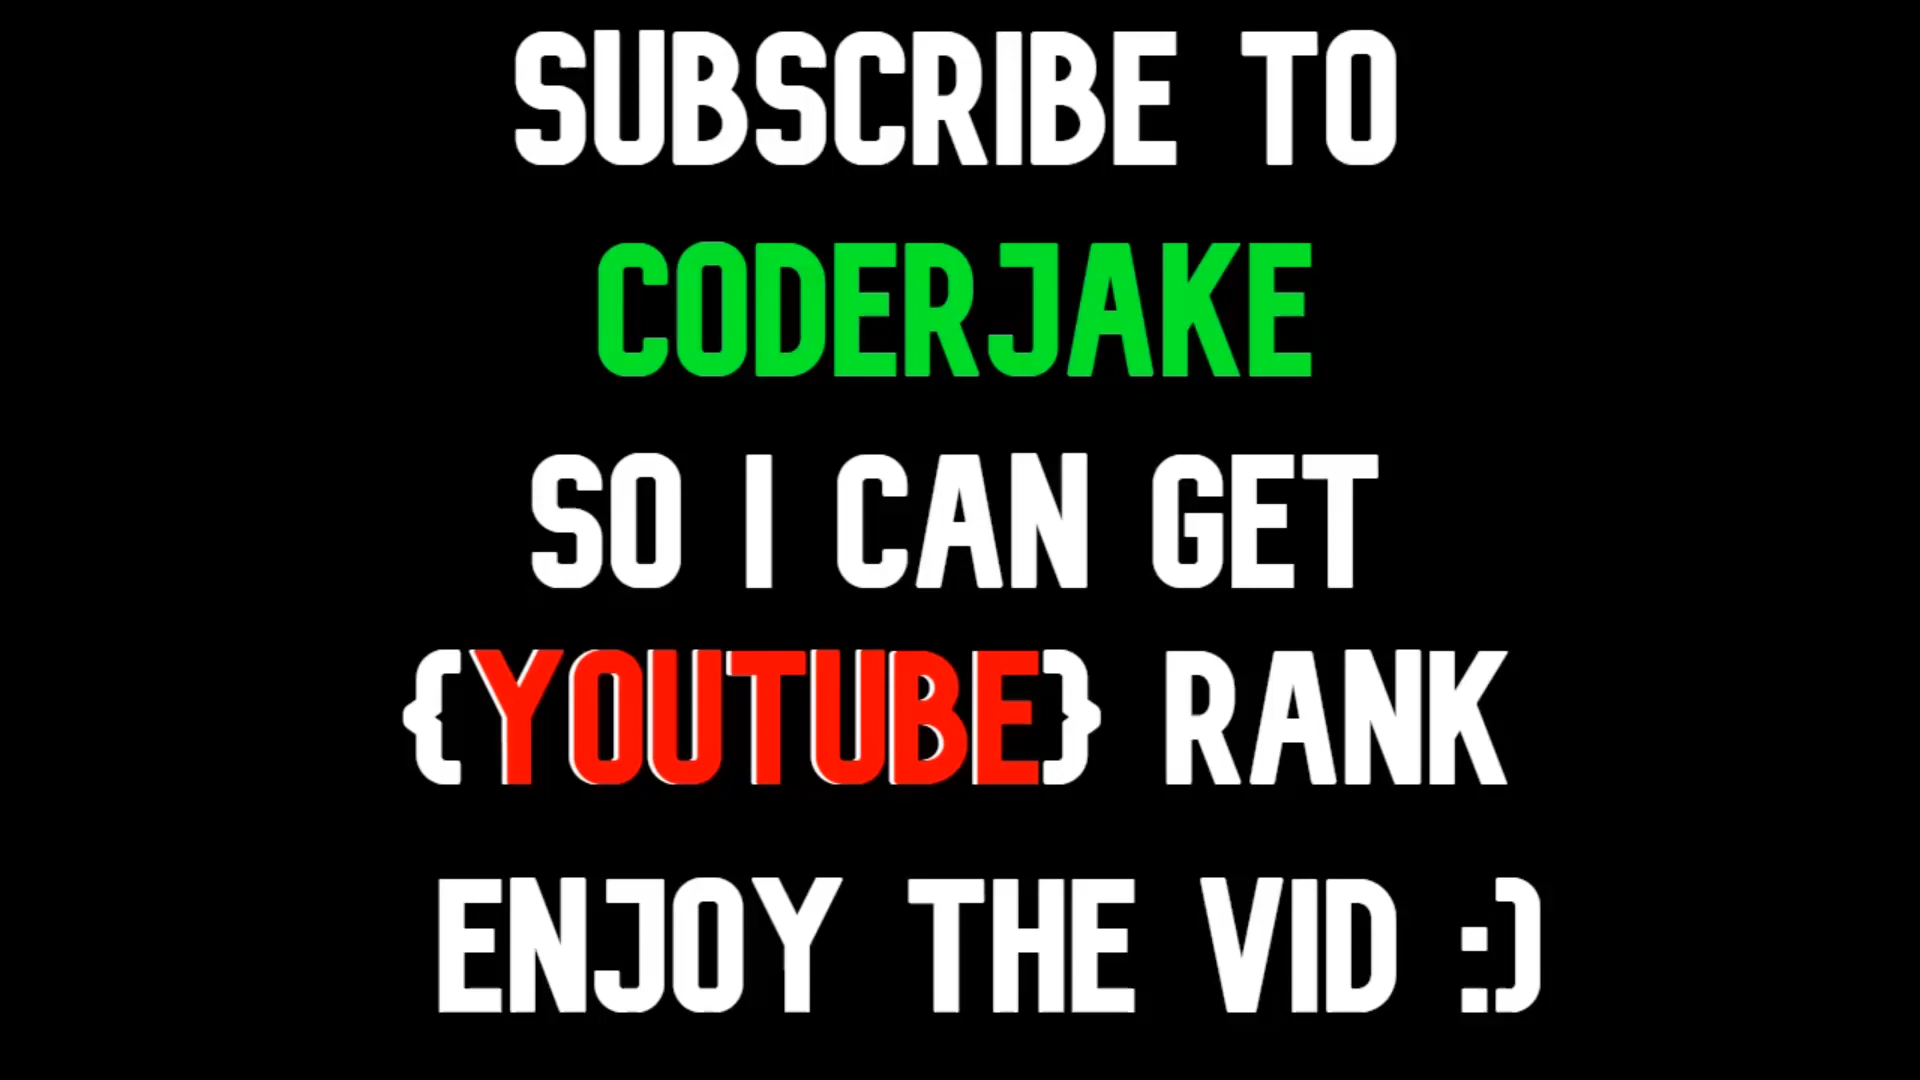 SUBSCRIBE TO
CODERJAKE
SO I CAN GET
{YOUTUBE} RANK
ENJOY THE VID :)